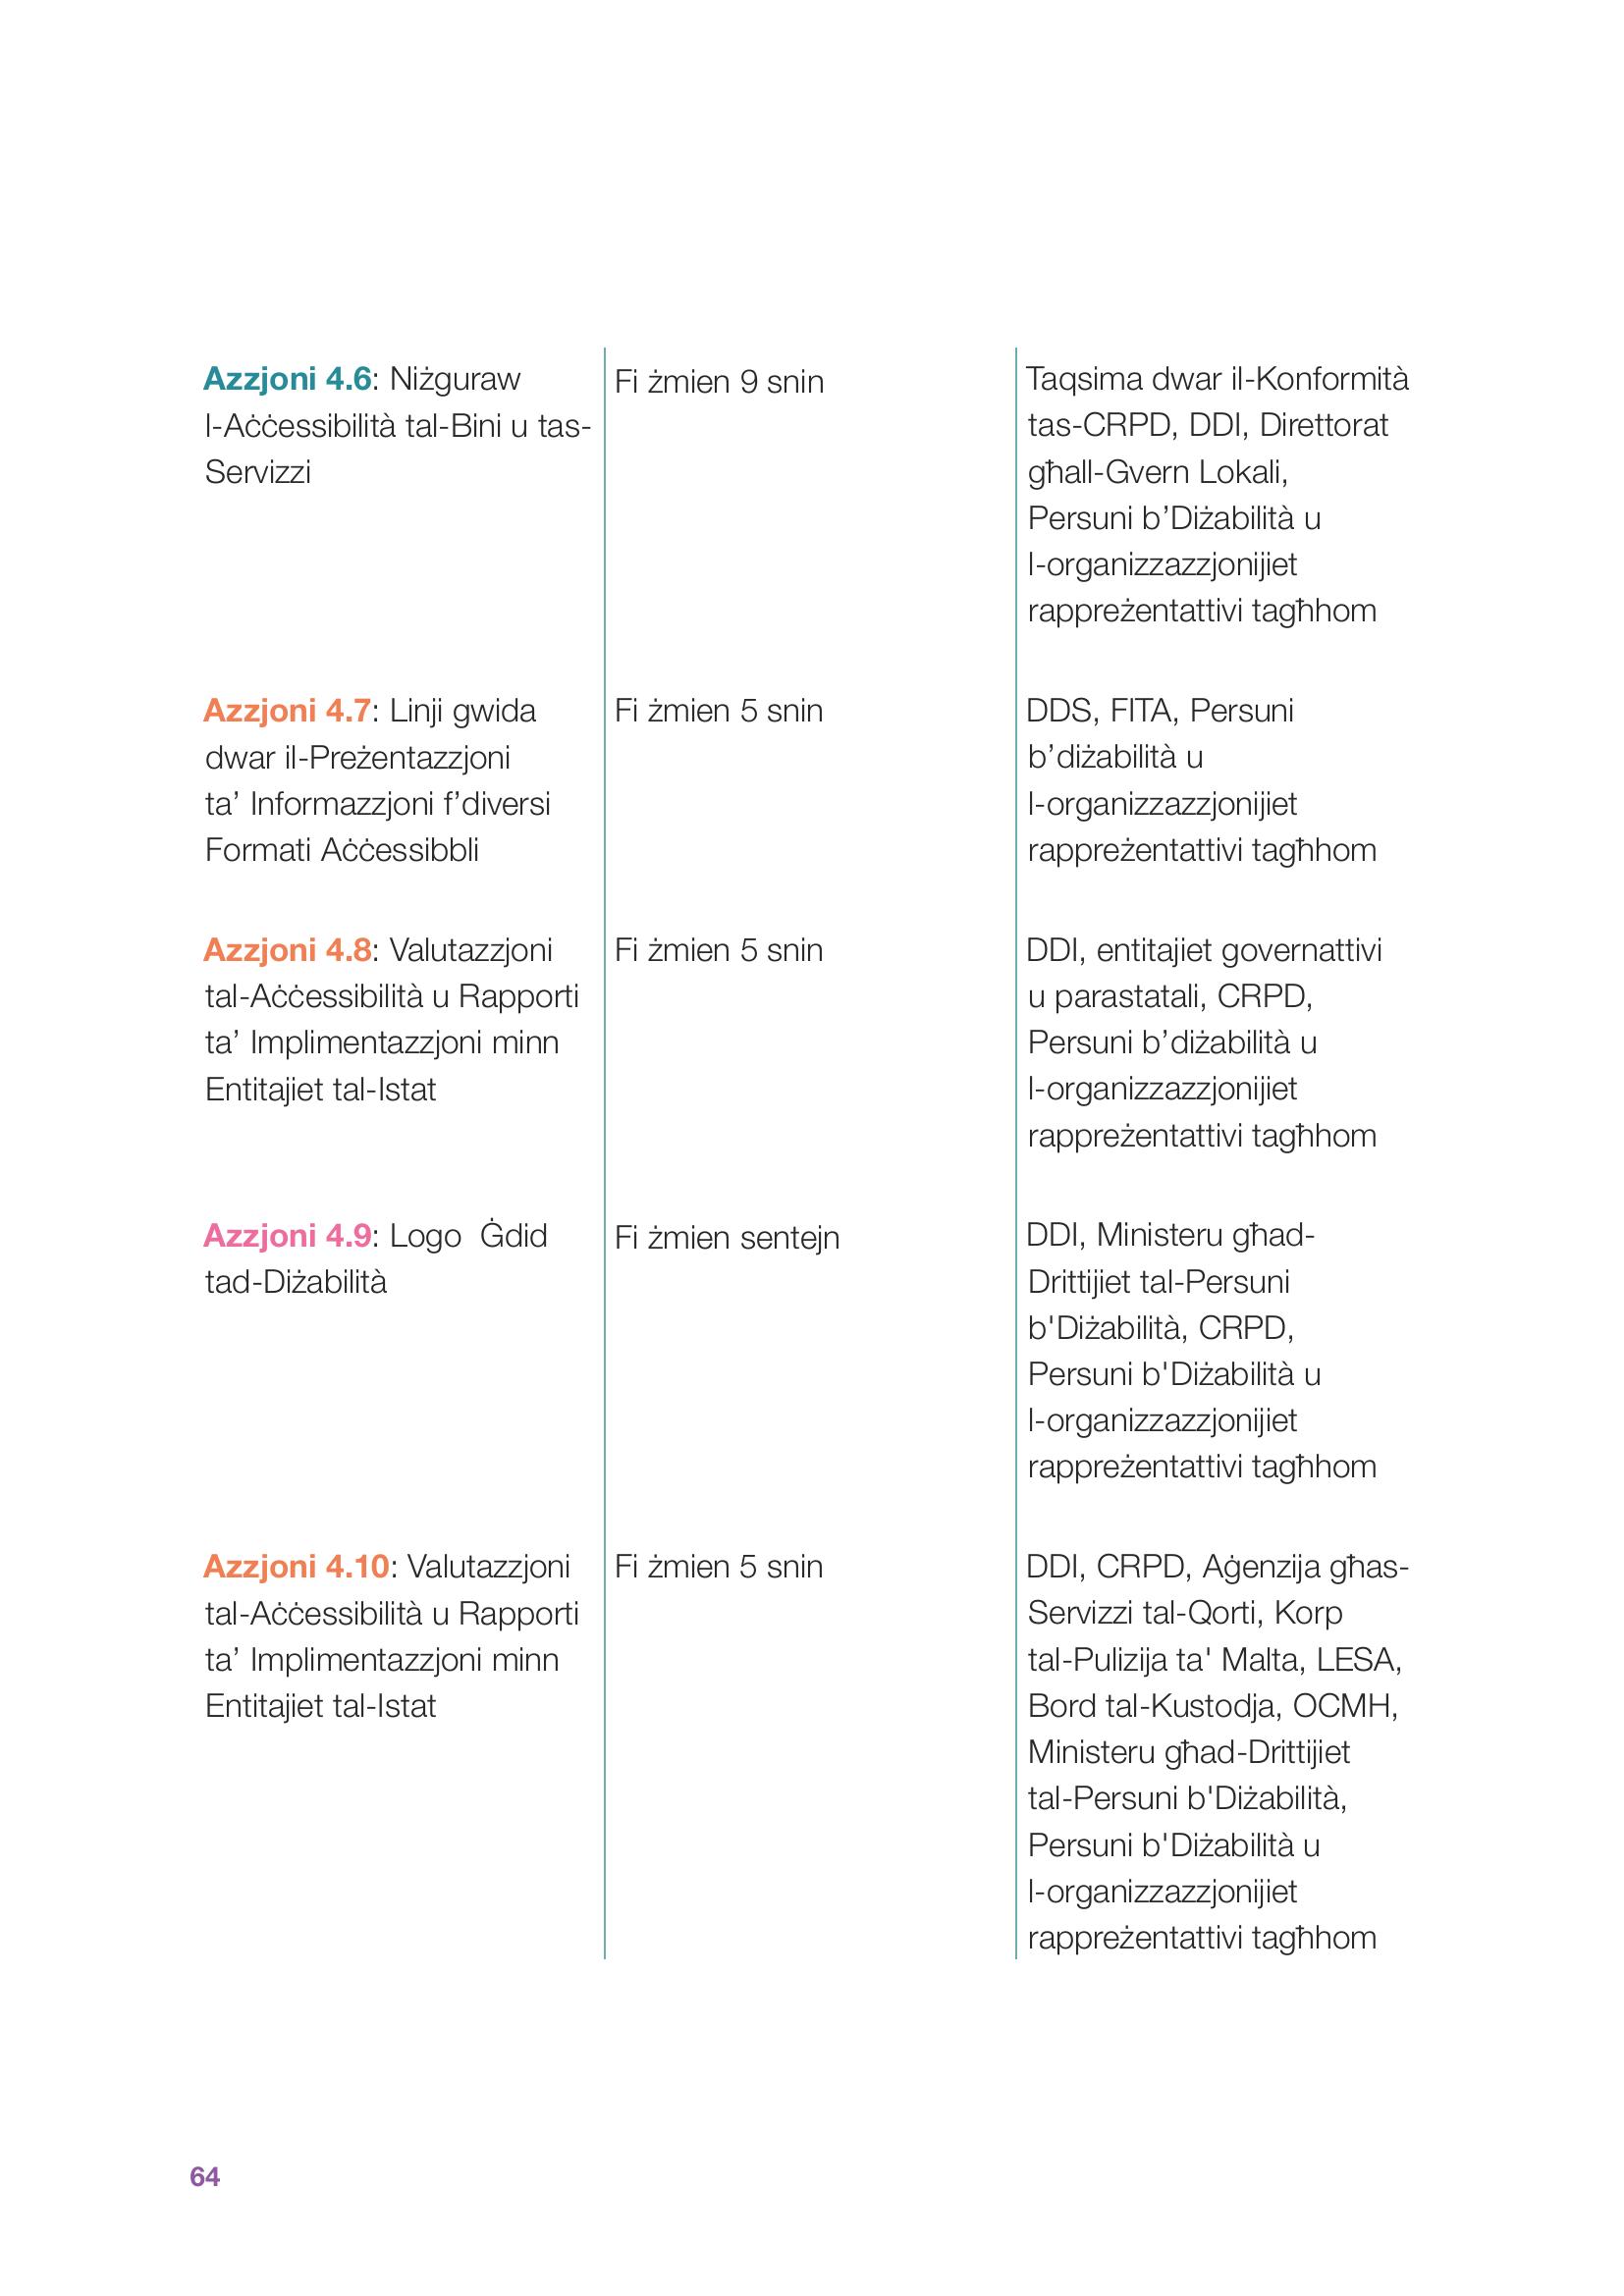 Azzjoni 4.6: Niżguraw
l-Aċċessibilità tal-Bini u tas-
Servizzi
Fi żmien 9 snin
Taqsima dwar il-Konformità
tas-CRPD, DDI, Direttorat
għall-Gvern Lokali,
Persuni b’Diżabilità u
l-organizzazzjonijiet
rappreżentattivi tagħhom
Azzjoni 4.7: Linji gwida
dwar il-Preżentazzjoni
ta’ Informazzjoni f’diversi
Formati Aċċessibbli
Fi żmien 5 snin
DDS, FITA, Persuni
b’diżabilità u
l-organizzazzjonijiet
rappreżentattivi tagħhom
Azzjoni 4.8: Valutazzjoni
tal-Aċċessibilità u Rapporti
ta’ Implimentazzjoni minn
Entitajiet tal-Istat
Fi żmien 5 snin
DDI, entitajiet governattivi
u parastatali, CRPD,
Persuni b’diżabilità u
l-organizzazzjonijiet
rappreżentattivi tagħhom
Azzjoni 4.9: Logo  Ġdid
tad-Diżabilità
Fi żmien sentejn
DDI, Ministeru għad-
Drittijiet tal-Persuni
b'Diżabilità, CRPD,
Persuni b'Diżabilità u
l-organizzazzjonijiet
rappreżentattivi tagħhom
Azzjoni 4.10: Valutazzjoni
tal-Aċċessibilità u Rapporti
ta’ Implimentazzjoni minn
Entitajiet tal-Istat
Fi żmien 5 snin
DDI, CRPD, Aġenzija għas-
Servizzi tal-Qorti, Korp
tal-Pulizija ta' Malta, LESA,
Bord tal-Kustodja, OCMH,
Ministeru għad-Drittijiet
tal-Persuni b'Diżabilità,
Persuni b'Diżabilità u
l-organizzazzjonijiet
rappreżentattivi tagħhom
64